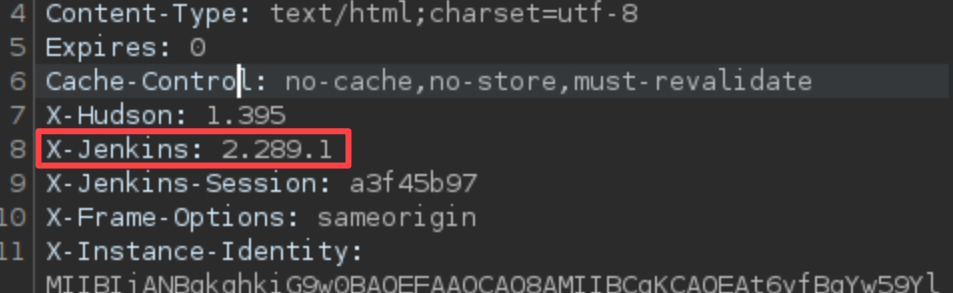 4 Content-Type: text/html;charset=utf-8
5 Expires: 0
6 Cache-Control: no-cache,no-store,must-revalidate
7 X-Hudson: 1.395
8 X-Jenkins: 2.289.1
9 X-Jenkins-Session: a3f45b97
10 X-Frame-Options: sameorigin
11 X-Instance-Identity: